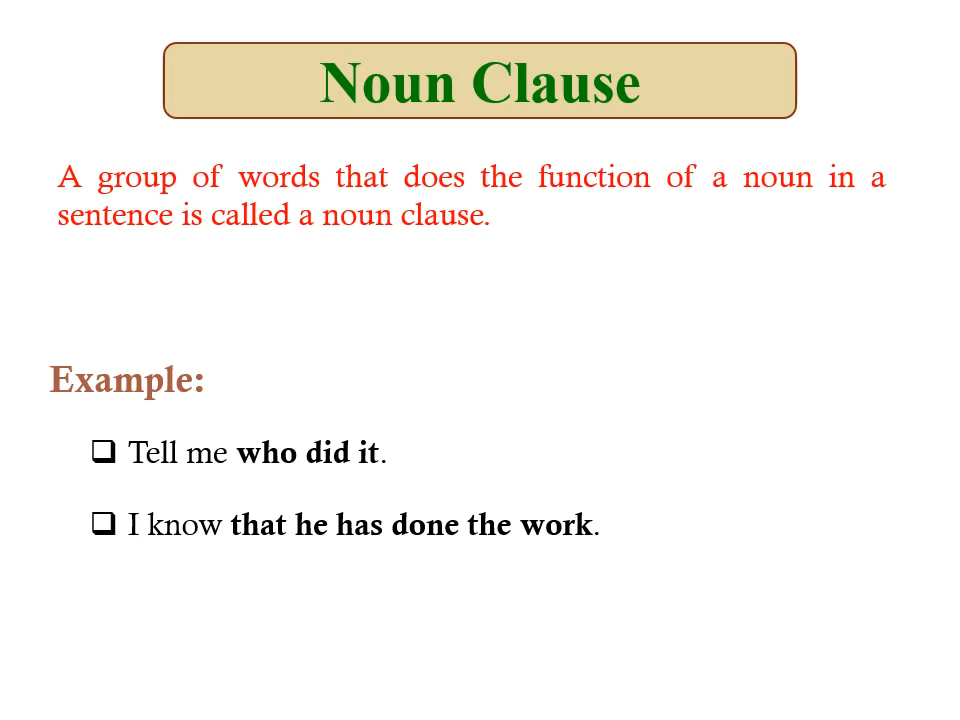 Noun Clause
A group of words that does the function of a noun in a
sentence is called a noun clause.
Example:
❑ Tell me who did it.
❑ I know that he has done the work.